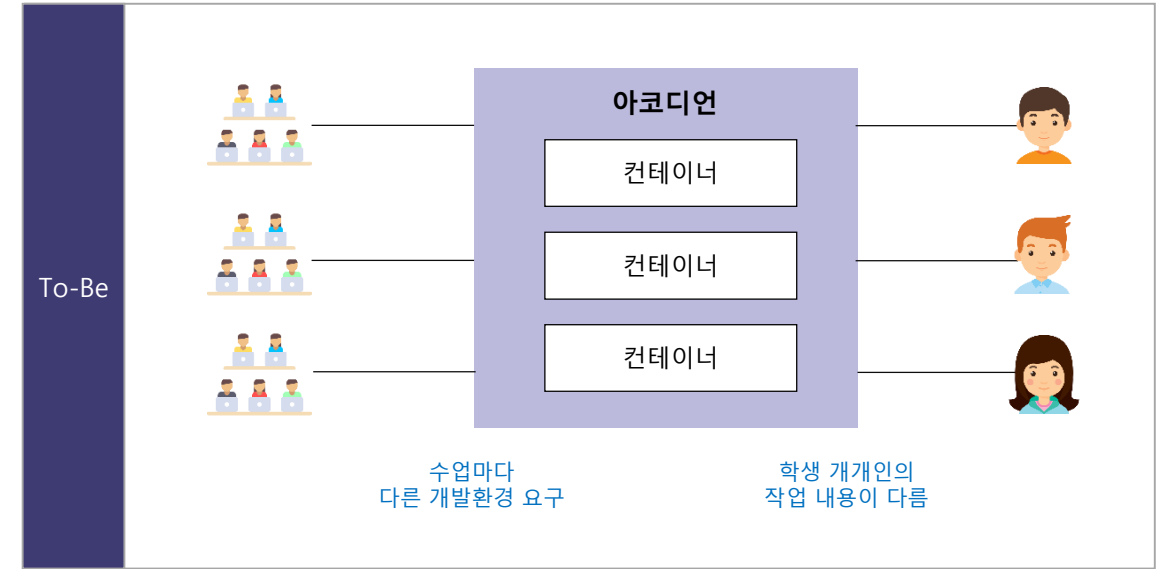 To-Be
아코디언
컨테이너
컨테이너
컨테이너
수업마다
다른 개발환경 요구
학생 개개인의
작업 내용이 다름